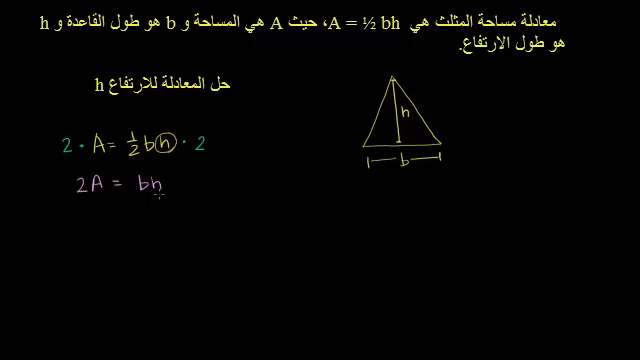 معادلة مساحة المثلث هي A = ½ bh، حيث A هي المساحة و b هو طول القاعدة و h
هو طول الارتفاع.
حل المعادلة للارتفاع h
2 · A = ½ b h · 2
2A = bh
h
b